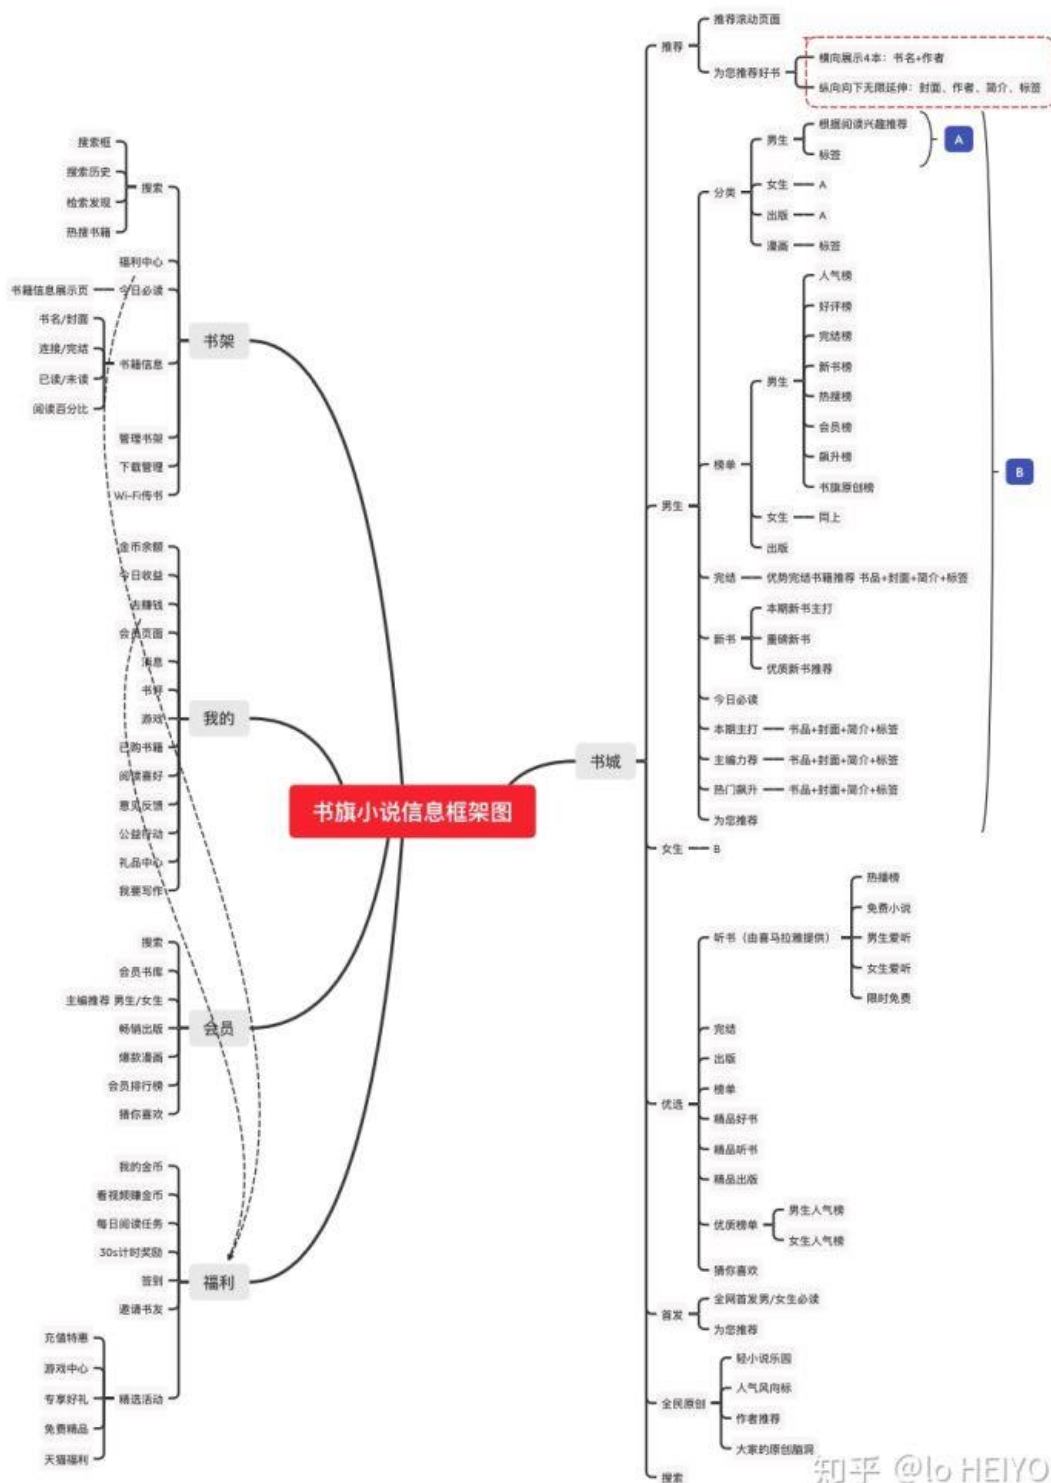 书旗小说信息框架图
书架
搜索
搜索框
搜索历史
检索发现
热搜书籍
福利中心
今日必读
书籍信息展示页
书籍信息
书名/封面
连接/完结
已读/未读
阅读百分比
管理书架
下载管理
Wi-Fi传书
我的
金币余额
今日收益
去赚钱
会员页面
消息
书籍
游戏
已购书籍
阅读喜好
意见反馈
公益行动
礼品中心
我要写作
会员
搜索
会员书库
主编推荐 男生/女生
畅销出版
爆款漫画
会员排行榜
猜你喜欢
福利
我的金币
看视频赚金币
每日阅读任务
30s计时奖励
签到
邀请书友
精选活动
充值特惠
游戏中心
专享好礼
免费精品
天猫福利
书城
推荐
推荐滚动页面
为您推荐好书
横向展示4本：书名+作者
纵向向下无限延伸：封面、作者、简介、标签
男生
分类
男生
根据阅读兴趣推荐
标签
A
女生
A
出版
A
漫画
标签
榜单
男生
人气榜
好评榜
完结榜
新书榜
热搜榜
会员榜
飙升榜
书旗原创榜
女生
同上
出版
B
完结
优势完结书籍推荐 书品+封面+简介+标签
新书
本期新书主打
重磅新书
优质新书推荐
今日必读
本期主打
书品+封面+简介+标签
主编力荐
书品+封面+简介+标签
热门飙升
书品+封面+简介+标签
为您推荐
女生
B
优选
听书（由喜马拉雅提供）
热播榜
免费小说
男生爱听
女生爱听
限时免费
完结
出版
榜单
精品好书
精品听书
精品出版
优质榜单
男生人气榜
女生人气榜
猜你喜欢
首发
全网首发男/女生必读
为您推荐
全民原创
轻小说乐园
人气风向标
作者推荐
大家的原创脑洞
搜索
知乎 @lo HEIYO